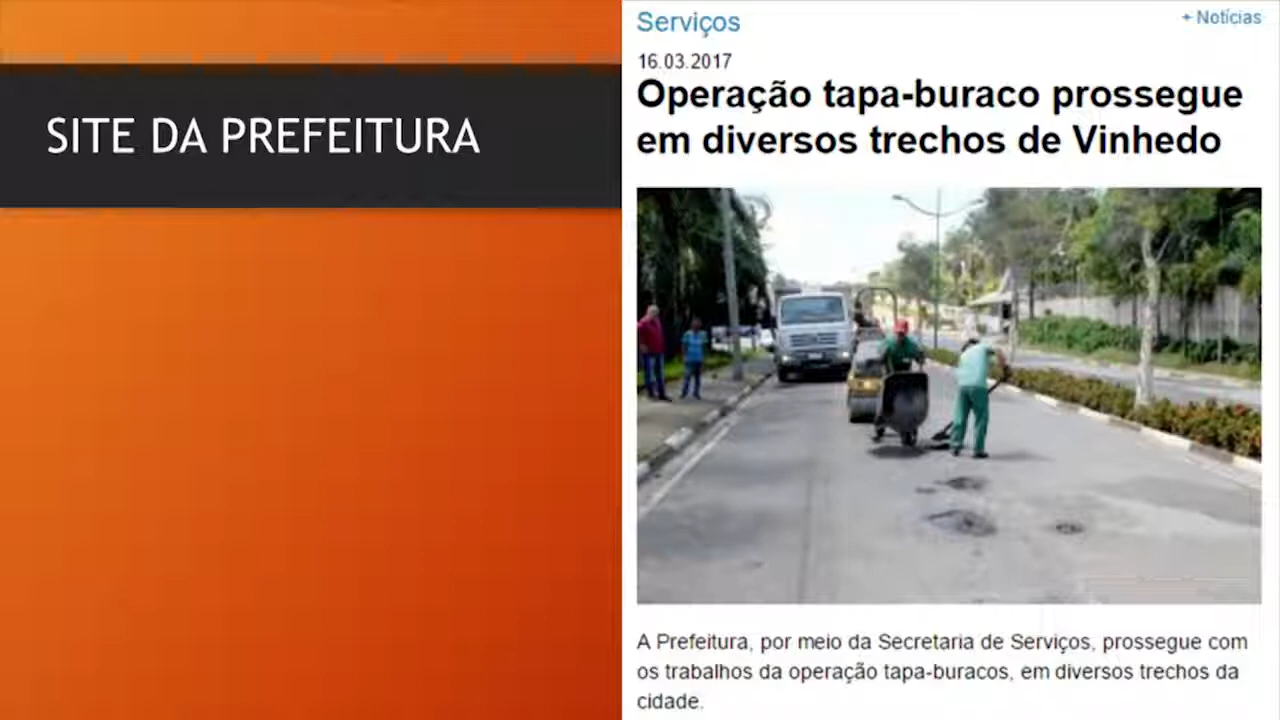 SITE DA PREFEITURA
Serviços
+ Notícias
16.03.2017
Operação tapa-buraco prossegue
em diversos trechos de Vinhedo
A Prefeitura, por meio da Secretaria de Serviços, prossegue com
os trabalhos da operação tapa-buracos, em diversos trechos da
cidade.